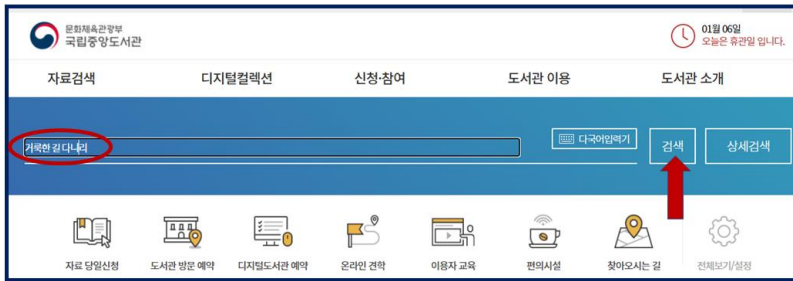 문화체육관광부
국립중앙도서관
01월 06일
오늘은 휴관일 입니다.
자료검색 디지털컬렉션 신청·참여 도서관 이용 도서관 소개
거룩한 길 다니리 다국어입력기 검색 상세검색
자료 당일신청 도서관 방문 예약 디지털도서관 예약 온라인 견학 이용자 교육 편의시설 찾아오시는 길 전체보기/설정